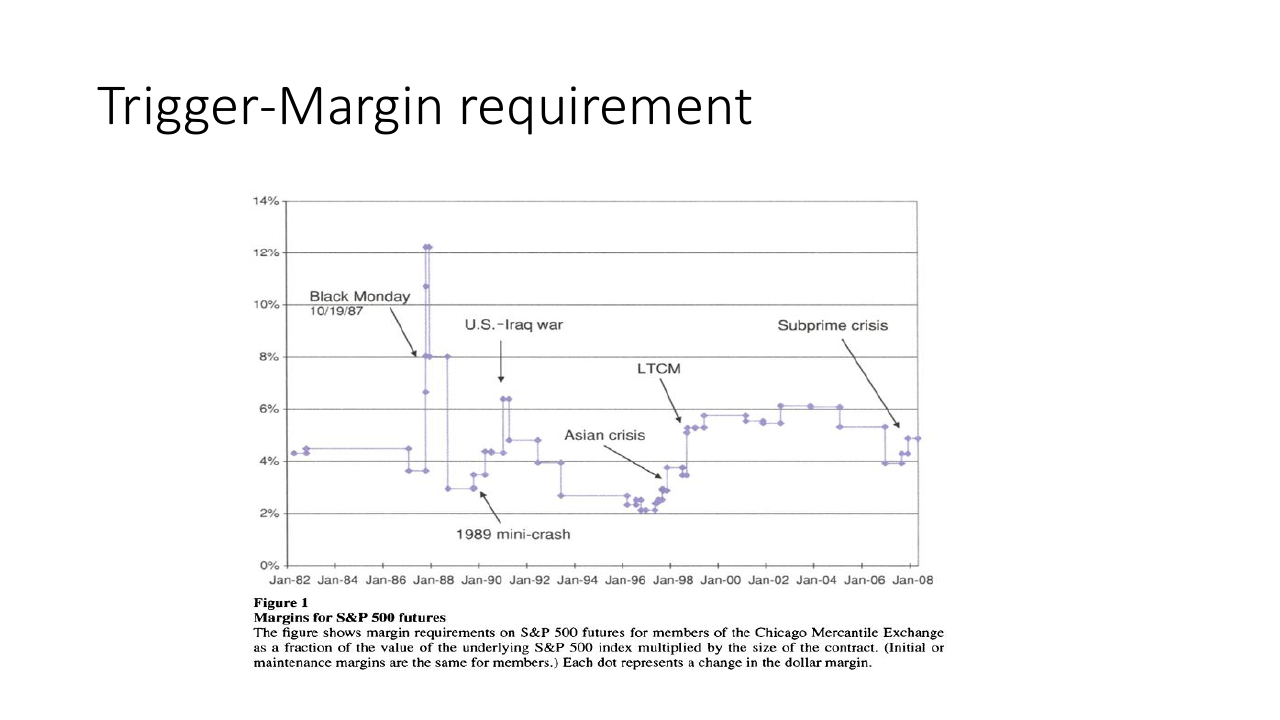 Trigger-Margin requirement
14%
12%
10%
8%
6%
4%
2%
0%
Black Monday
10/19/87
U.S.-Iraq war
Subprime crisis
LTCM
Asian crisis
1989 mini-crash
Jan-82 Jan-84 Jan-86 Jan-88 Jan-90 Jan-92 Jan-94 Jan-96 Jan-98 Jan-00 Jan-02 Jan-04 Jan-06 Jan-08
Figure 1
Margins for S&P 500 futures
The figure shows margin requirements on S&P 500 futures for members of the Chicago Mercantile Exchange
as a fraction of the value of the underlying S&P 500 index multiplied by the size of the contract. (Initial or
maintenance margins are the same for members.) Each dot represents a change in the dollar margin.